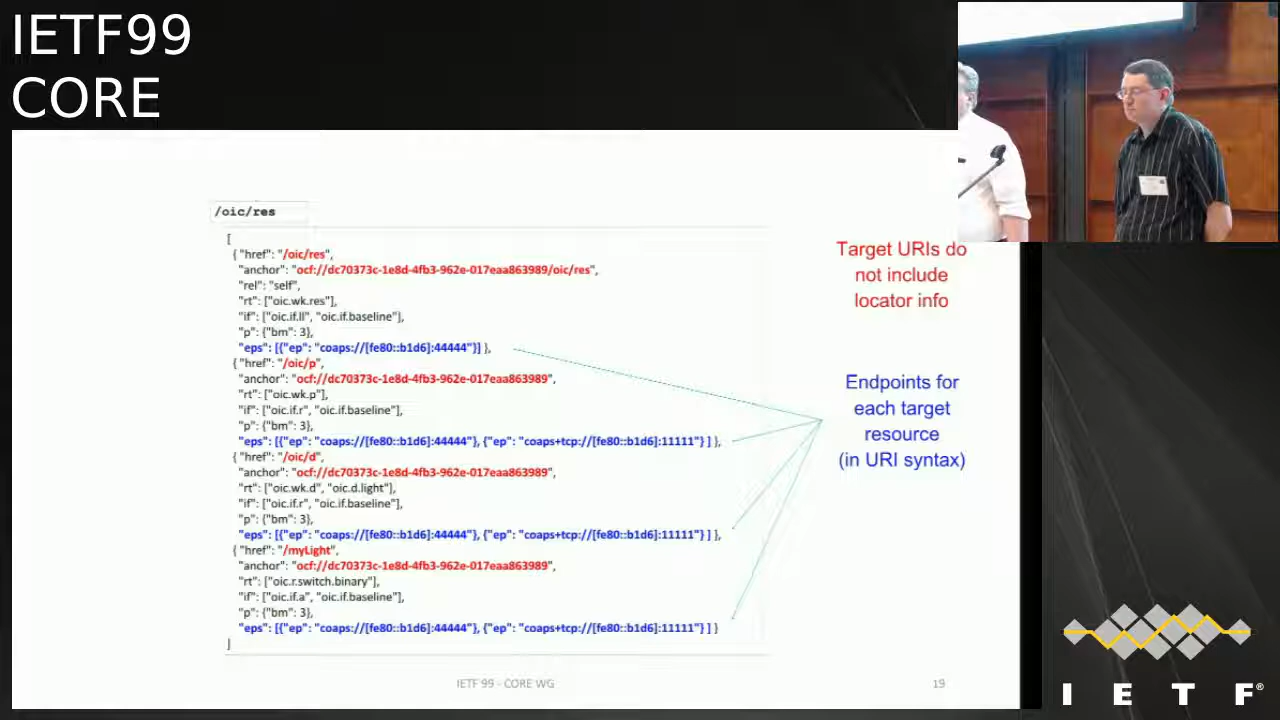 IETF99
CORE
/oic/res
[
{ "href": "/oic/res",
"anchor": "ocf://dc70373c-1e8d-4fb3-962e-017eaa863989/oic/res",
"rel": "self",
"rt": ["oic.wk.res"],
"if": ["oic.if.ll", "oic.if.baseline"],
"p": {"bm": 3},
"eps": [{"ep": "coaps://[fe80::b1d6]:44444"}] },
{ "href": "/oic/p",
"anchor": "ocf://dc70373c-1e8d-4fb3-962e-017eaa863989",
"rt": ["oic.wk.p"],
"if": ["oic.if.r", "oic.if.baseline"],
"p": {"bm": 3},
"eps": [{"ep": "coaps://[fe80::b1d6]:44444"}, {"ep": "coaps+tcp://[fe80::b1d6]:11111"} ] },
{ "href": "/oic/d",
"anchor": "ocf://dc70373c-1e8d-4fb3-962e-017eaa863989",
"rt": ["oic.wk.d", "oic.d.light"],
"if": ["oic.if.r", "oic.if.baseline"],
"p": {"bm": 3},
"eps": [{"ep": "coaps://[fe80::b1d6]:44444"}, {"ep": "coaps+tcp://[fe80::b1d6]:11111"} ] },
{ "href": "/myLight",
"anchor": "ocf://dc70373c-1e8d-4fb3-962e-017eaa863989",
"rt": ["oic.r.switch.binary"],
"if": ["oic.if.a", "oic.if.baseline"],
"p": {"bm": 3},
"eps": [{"ep": "coaps://[fe80::b1d6]:44444"}, {"ep": "coaps+tcp://[fe80::b1d6]:11111"} ] }
]
Target URIs do
not include
locator info
Endpoints for
each target
resource
(in URI syntax)
IETF 99 - CORE WG
19
I E T F®